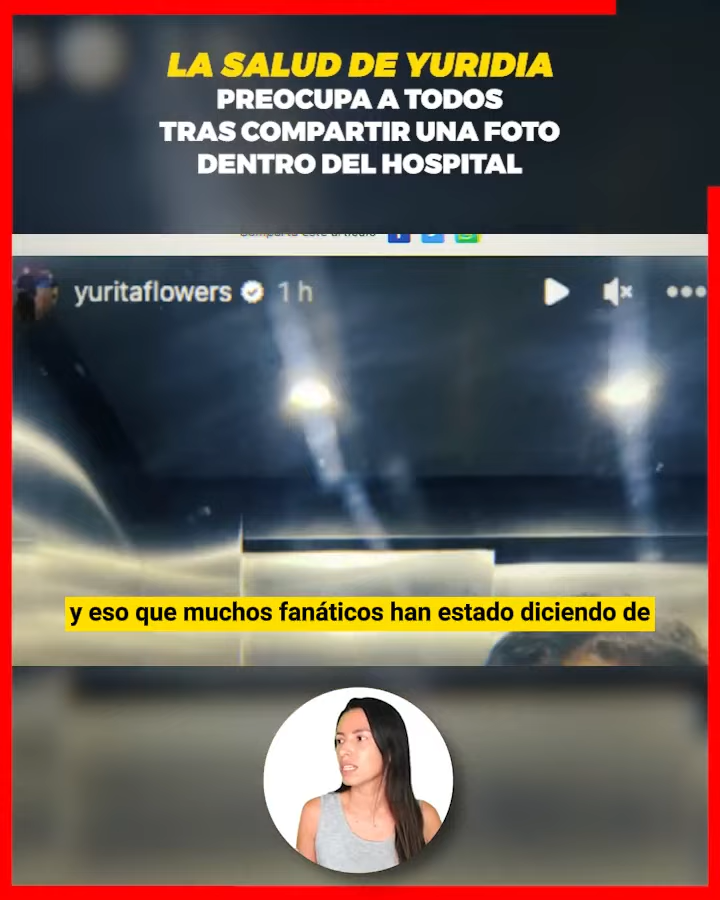 LA SALUD DE YURIDIA
PREOCUPA A TODOS
TRAS COMPARTIR UNA FOTO
DENTRO DEL HOSPITAL
yuritaflowers 1 h
y eso que muchos fanáticos han estado diciendo de